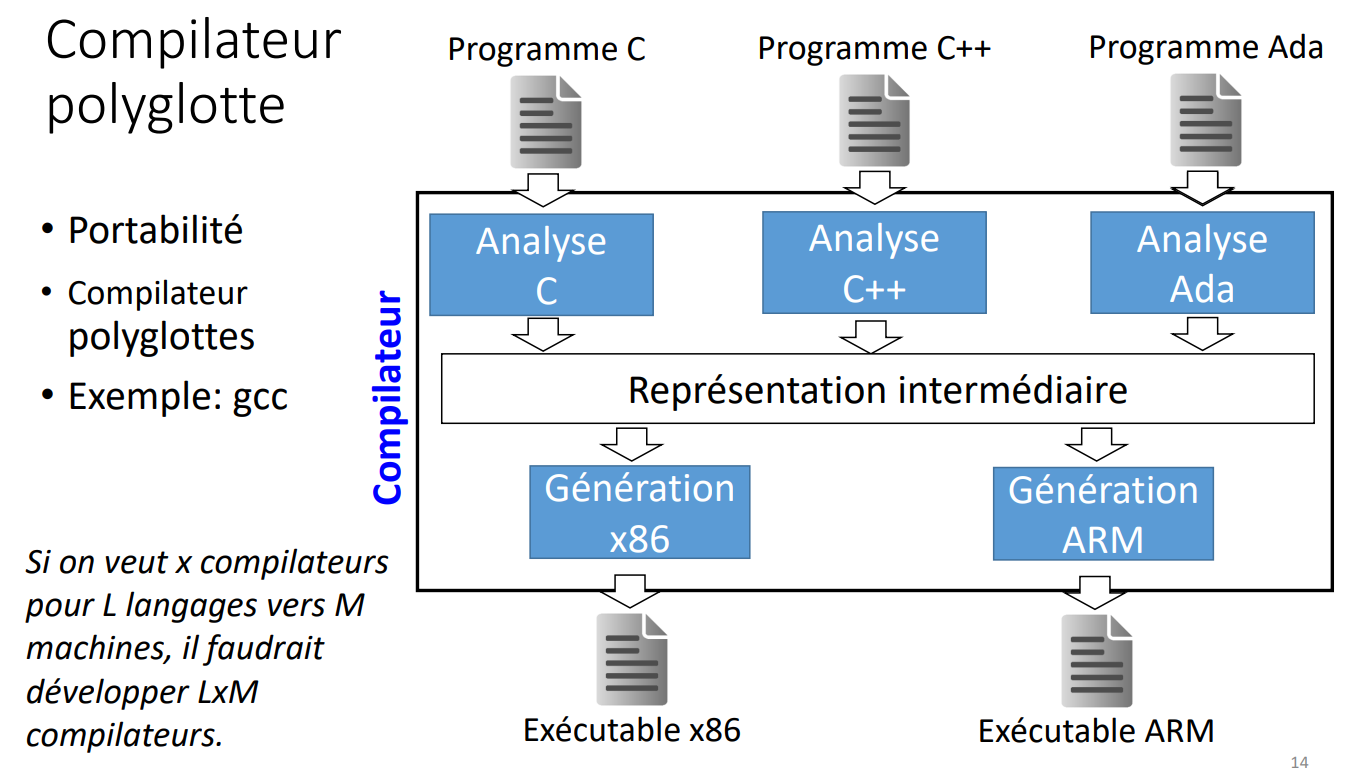 Compilateur
polyglotte
• Portabilité
• Compilateur
polyglottes
• Exemple: gcc
Si on veut x compilateurs
pour L langages vers M
machines, il faudrait
développer LxM
compilateurs.
Programme C
Programme C++
Programme Ada
Compilateur
Analyse
C
Analyse
C++
Analyse
Ada
Représentation intermédiaire
Génération
x86
Génération
ARM
Exécutable x86
Exécutable ARM
14